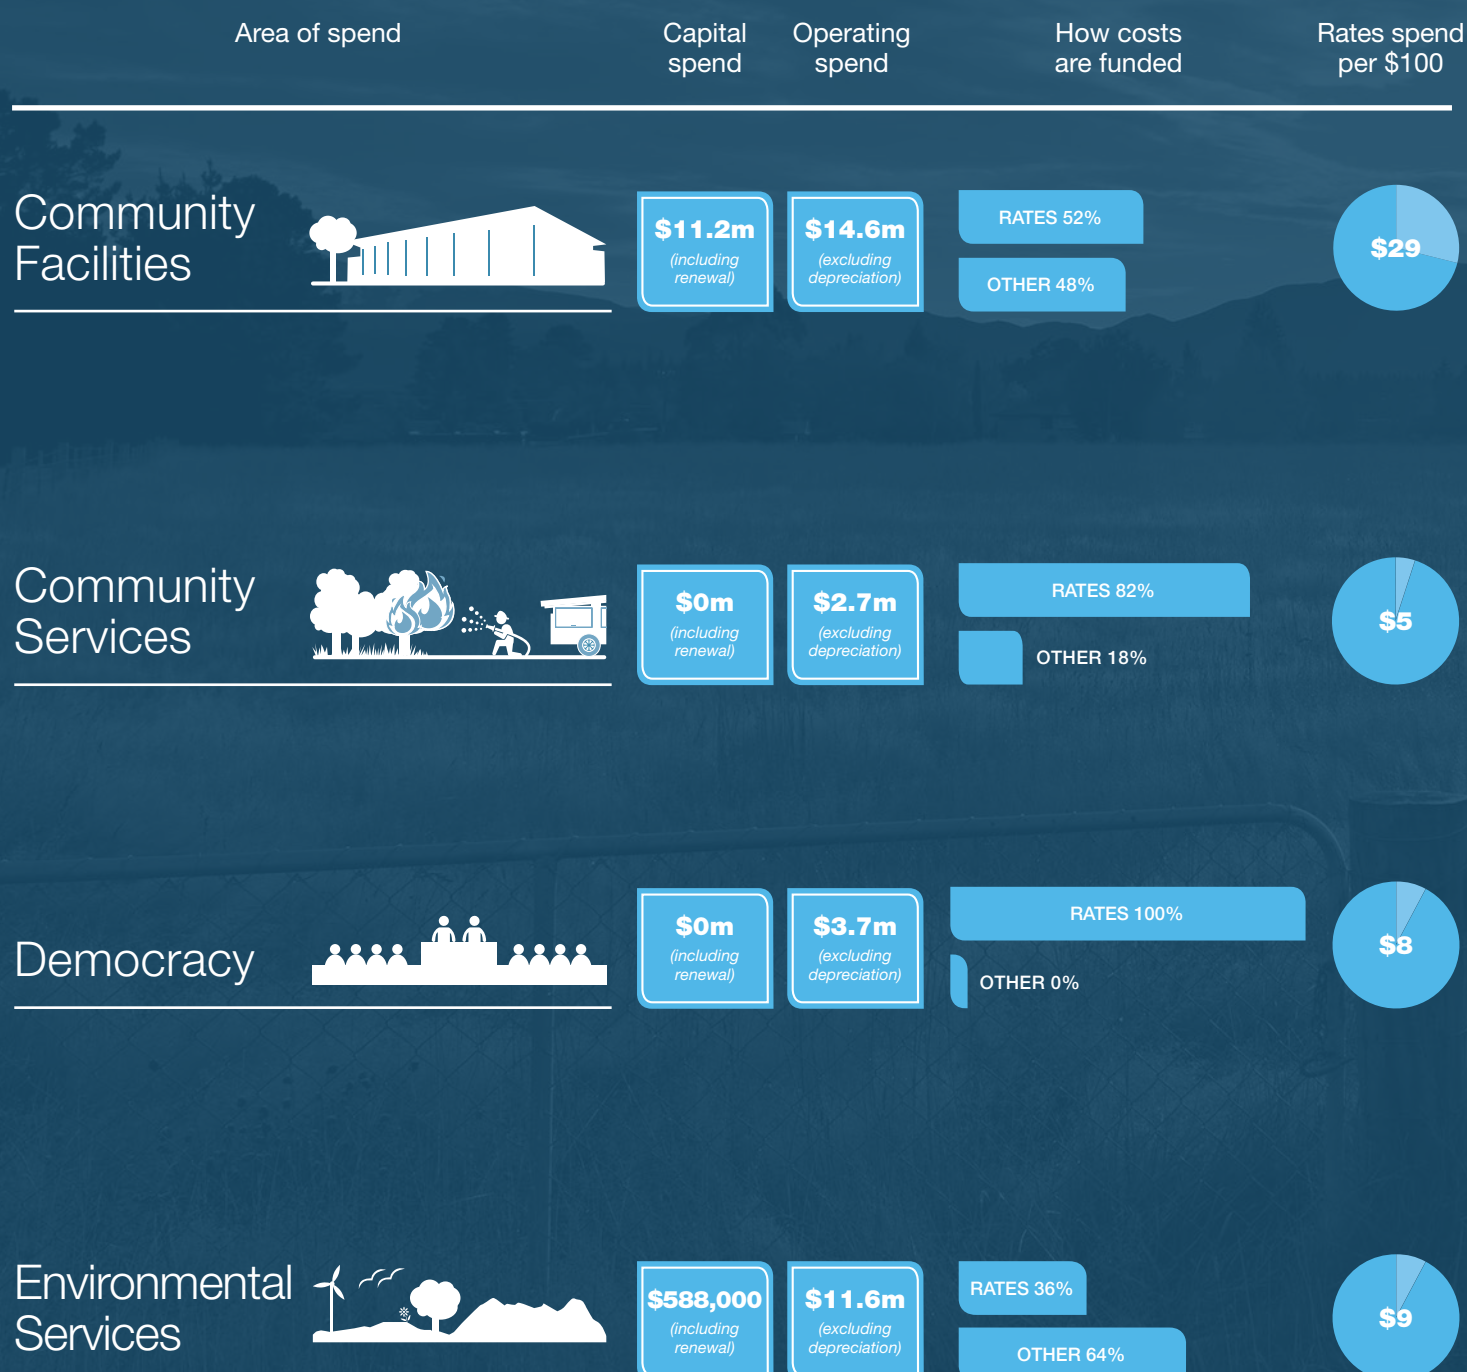 Area of spend
Capital
spend
Operating
spend
How costs
are funded
Rates spend
per $100
Community
Facilities
$11.2m
(including
renewal)
$14.6m
(excluding
depreciation)
RATES 52%
OTHER 48%
$29
Community
Services
$0m
(including
renewal)
$2.7m
(excluding
depreciation)
RATES 82%
OTHER 18%
$5
Democracy
$0m
(including
renewal)
$3.7m
(excluding
depreciation)
RATES 100%
OTHER 0%
$8
Environmental
Services
$588,000
(including
renewal)
$11.6m
(excluding
depreciation)
RATES 36%
OTHER 64%
$9